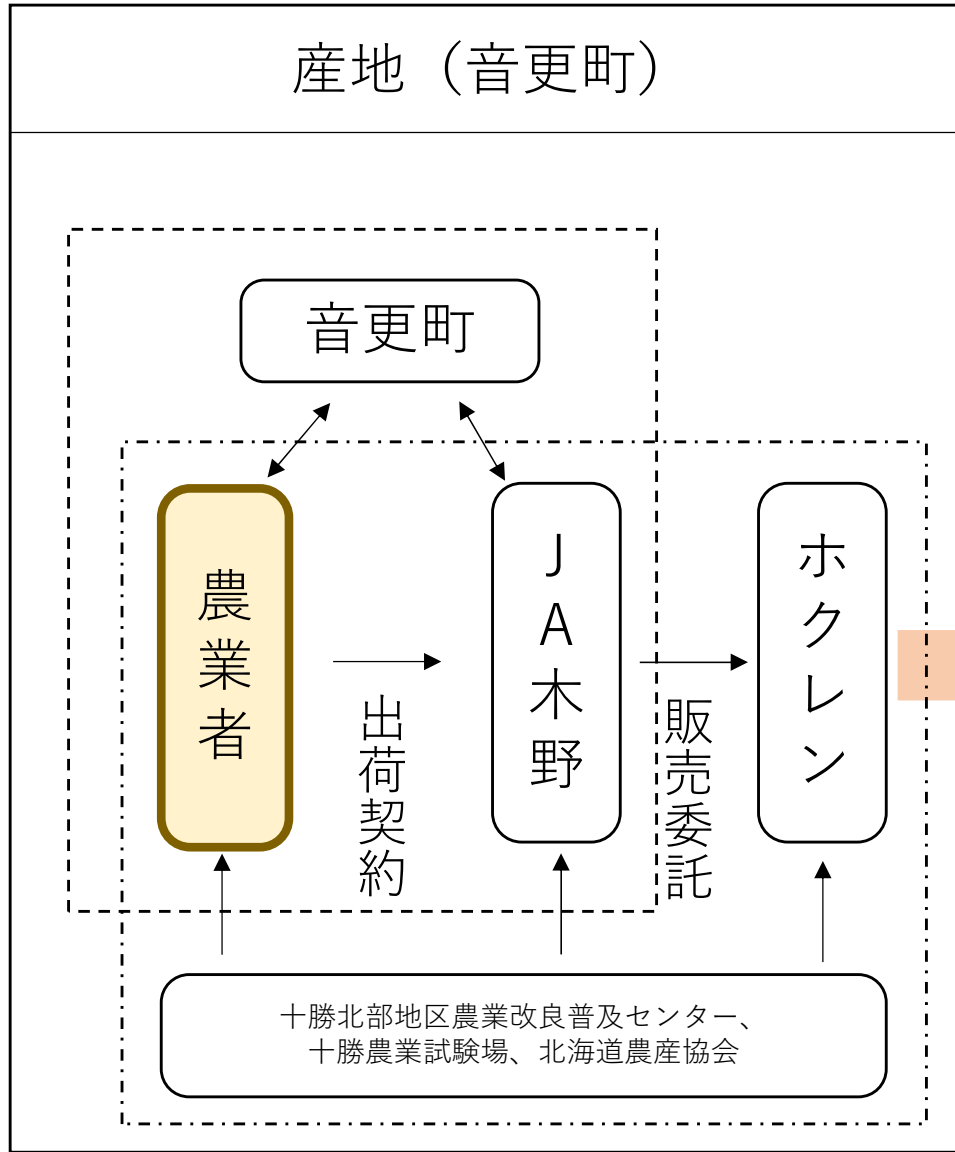 産地（音更町）
音更町
農業者
出荷契約
ＪＡ木野
販売委託
ホクレン
十勝北部地区農業改良普及センター、
十勝農業試験場、北海道農産協会